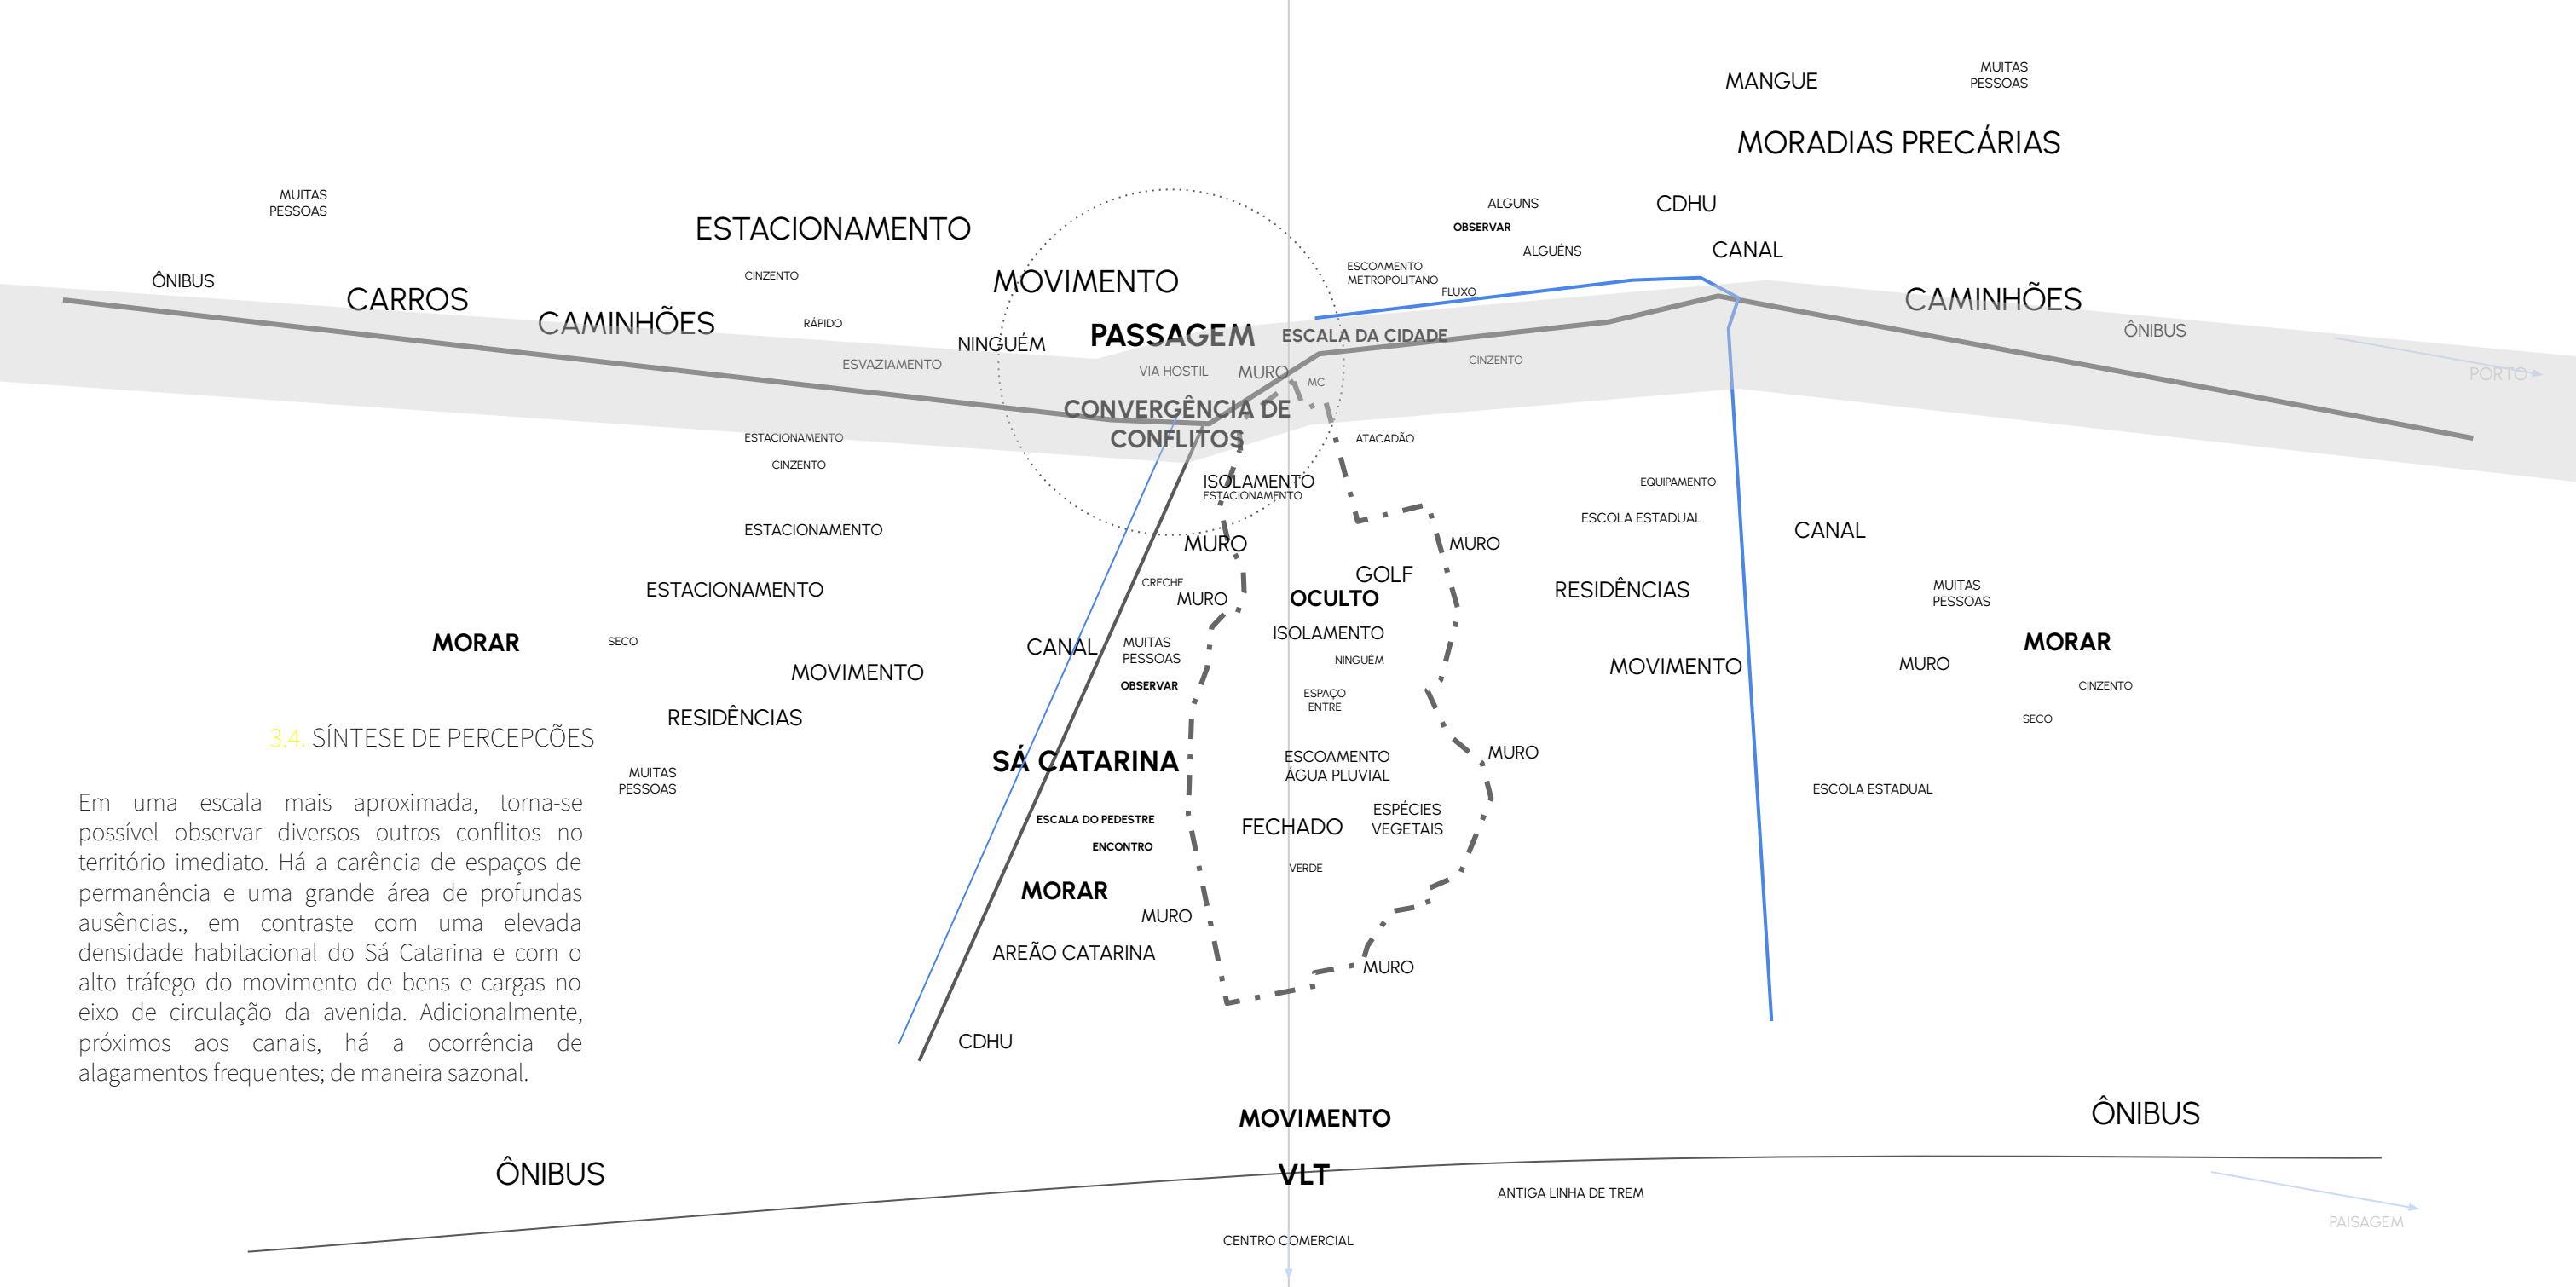 MANGUE
MUITAS
PESSOAS
MORADIAS PRECÁRIAS
MUITAS
PESSOAS
ALGUNS
CDHU
ESTACIONAMENTO
OBSERVAR
ALGUÉNS
CANAL
CINZENTO
ESCOAMENTO
METROPOLITANO
ÔNIBUS
MOVIMENTO
FLUXO
CARROS
CAMINHÕES
CAMINHÕES
RÁPIDO
ÔNIBUS
PASSAGEM
ESCALA DA CIDADE
NINGUÉM
ESVAZIAMENTO
VIA HOSTIL
MURO
MC
CINZENTO
PORTO
CONVERGÊNCIA DE
CONFLITOS
ESTACIONAMENTO
ATACADÃO
CINZENTO
ISOLAMENTO
ESTACIONAMENTO
EQUIPAMENTO
ESCOLA ESTADUAL
ESTACIONAMENTO
CANAL
MURO
MURO
GOLF
CRECHE
ESTACIONAMENTO
MURO
OCULTO
RESIDÊNCIAS
MUITAS
PESSOAS
MORAR
SECO
CANAL
MUITAS
PESSOAS
ISOLAMENTO
MORAR
NINGUÉM
MOVIMENTO
MURO
MOVIMENTO
OBSERVAR
CINZENTO
ESPAÇO
ENTRE
RESIDÊNCIAS
SECO
3.4. SÍNTESE DE PERCEPCÕES
SÁ CATARINA
ESCOAMENTO
ÁGUA PLUVIAL
MURO
MUITAS
PESSOAS
ESCOLA ESTADUAL
ESPÉCIES
VEGETAIS
ESCALA DO PEDESTRE
FECHADO
ENCONTRO
VERDE
MORAR
MURO
AREÃO CATARINA
MURO
CDHU
Em uma escala mais aproximada, torna-se
possível observar diversos outros conflitos no
território imediato. Há a carência de espaços de
permanência e uma grande área de profundas
ausências., em contraste com uma elevada
densidade habitacional do Sá Catarina e com o
alto tráfego do movimento de bens e cargas no
eixo de circulação da avenida. Adicionalmente,
próximos aos canais, há a ocorrência de
alagamentos frequentes; de maneira sazonal.
MOVIMENTO
ÔNIBUS
ÔNIBUS
VLT
ANTIGA LINHA DE TREM
PAISAGEM
CENTRO COMERCIAL